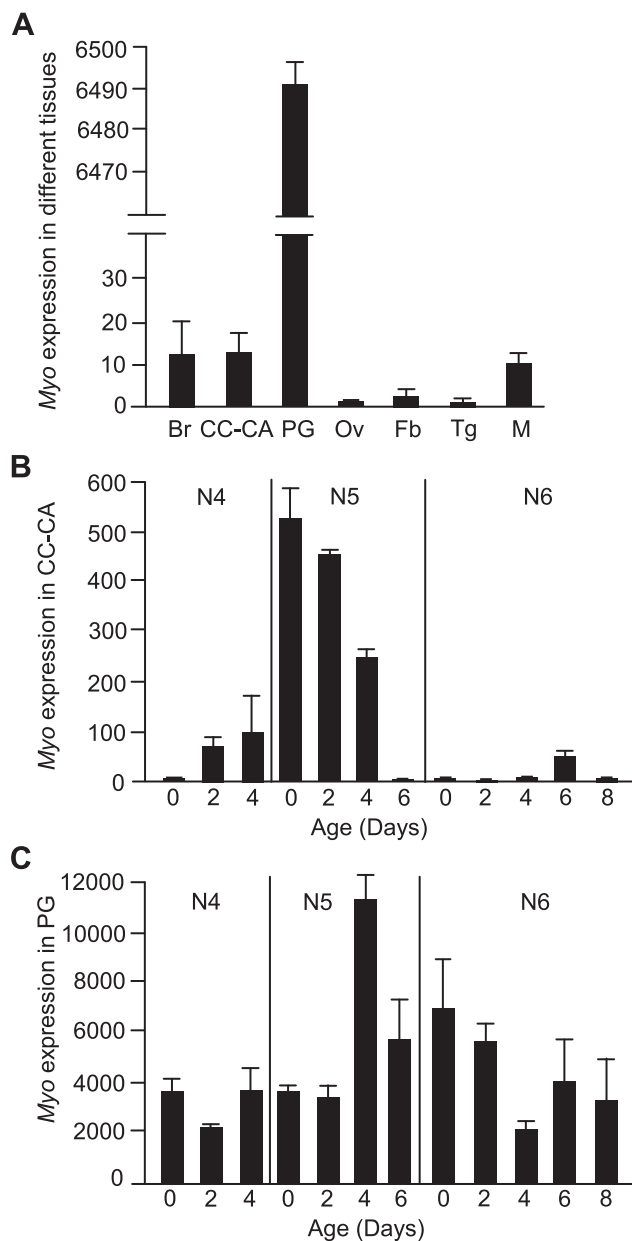 A
Myo expression in different tissues
6500
6490
6480
6470
30
20
10
0
Br CC-CA PG Ov Fb Tg M
B
Myo expression in CC-CA
600
500
400
300
200
100
0
N4 N5 N6
0 2 4 0 2 4 6 0 2 4 6 8
Age (Days)
C
Myo expression in PG
12000
10000
8000
6000
4000
2000
0
N4 N5 N6
0 2 4 0 2 4 6 0 2 4 6 8
Age (Days)